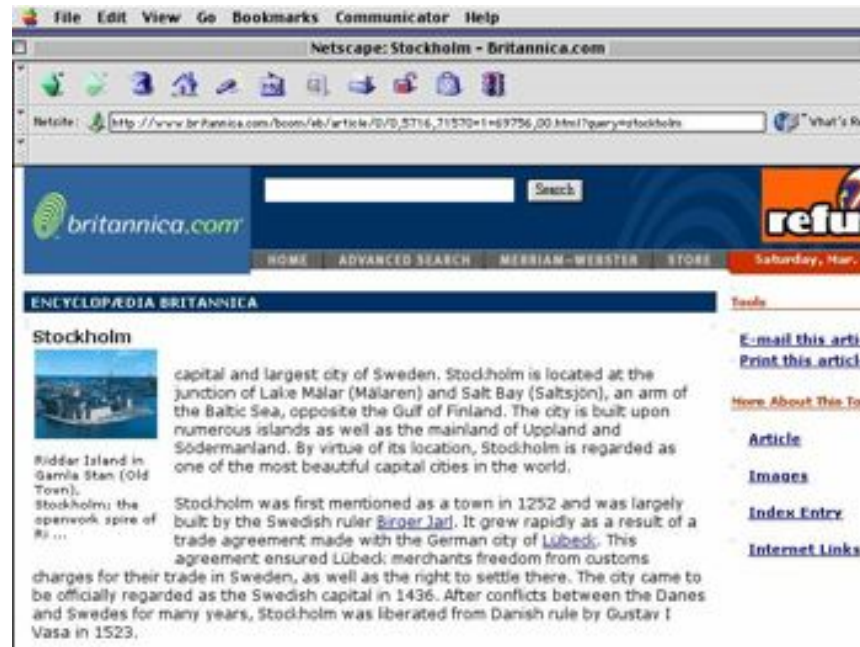 File Edit View Go Bookmarks Communicator Help
Netscape: Stockholm - Britannica.com
Netsite: http://www.britannica.com/bcom/eb/article/0/0,5716,71570+1+69756,00.html?query=stockholm
What's Re
britannica.com
Search
refu
HOME ADVANCED SEARCH MERRIAM-WEBSTER STORE
Saturday, Mar.
ENCYCLOPÆDIA BRITANNICA
Stockholm
capital and largest city of Sweden. Stockholm is located at the
junction of Lake Mälar (Mälaren) and Salt Bay (Saltsjön), an arm of
the Baltic Sea, opposite the Gulf of Finland. The city is built upon
numerous islands as well as the mainland of Uppland and
Södermanland. By virtue of its location, Stockholm is regarded as
one of the most beautiful capital cities in the world.
Riddar Island in
Gamla Stan (Old
Town),
Stockholm; the
openwork spire of
Ri ...
Stockholm was first mentioned as a town in 1252 and was largely
built by the Swedish ruler Birger Jarl. It grew rapidly as a result of a
trade agreement made with the German city of Lübeck. This
agreement ensured Lübeck merchants freedom from customs
charges for their trade in Sweden, as well as the right to settle there. The city came to
be officially regarded as the Swedish capital in 1436. After conflicts between the Danes
and Swedes for many years, Stockholm was liberated from Danish rule by Gustav I
Vasa in 1523.
Tools
E-mail this arti
Print this articl
More About This To
Article
Images
Index Entry
Internet Links